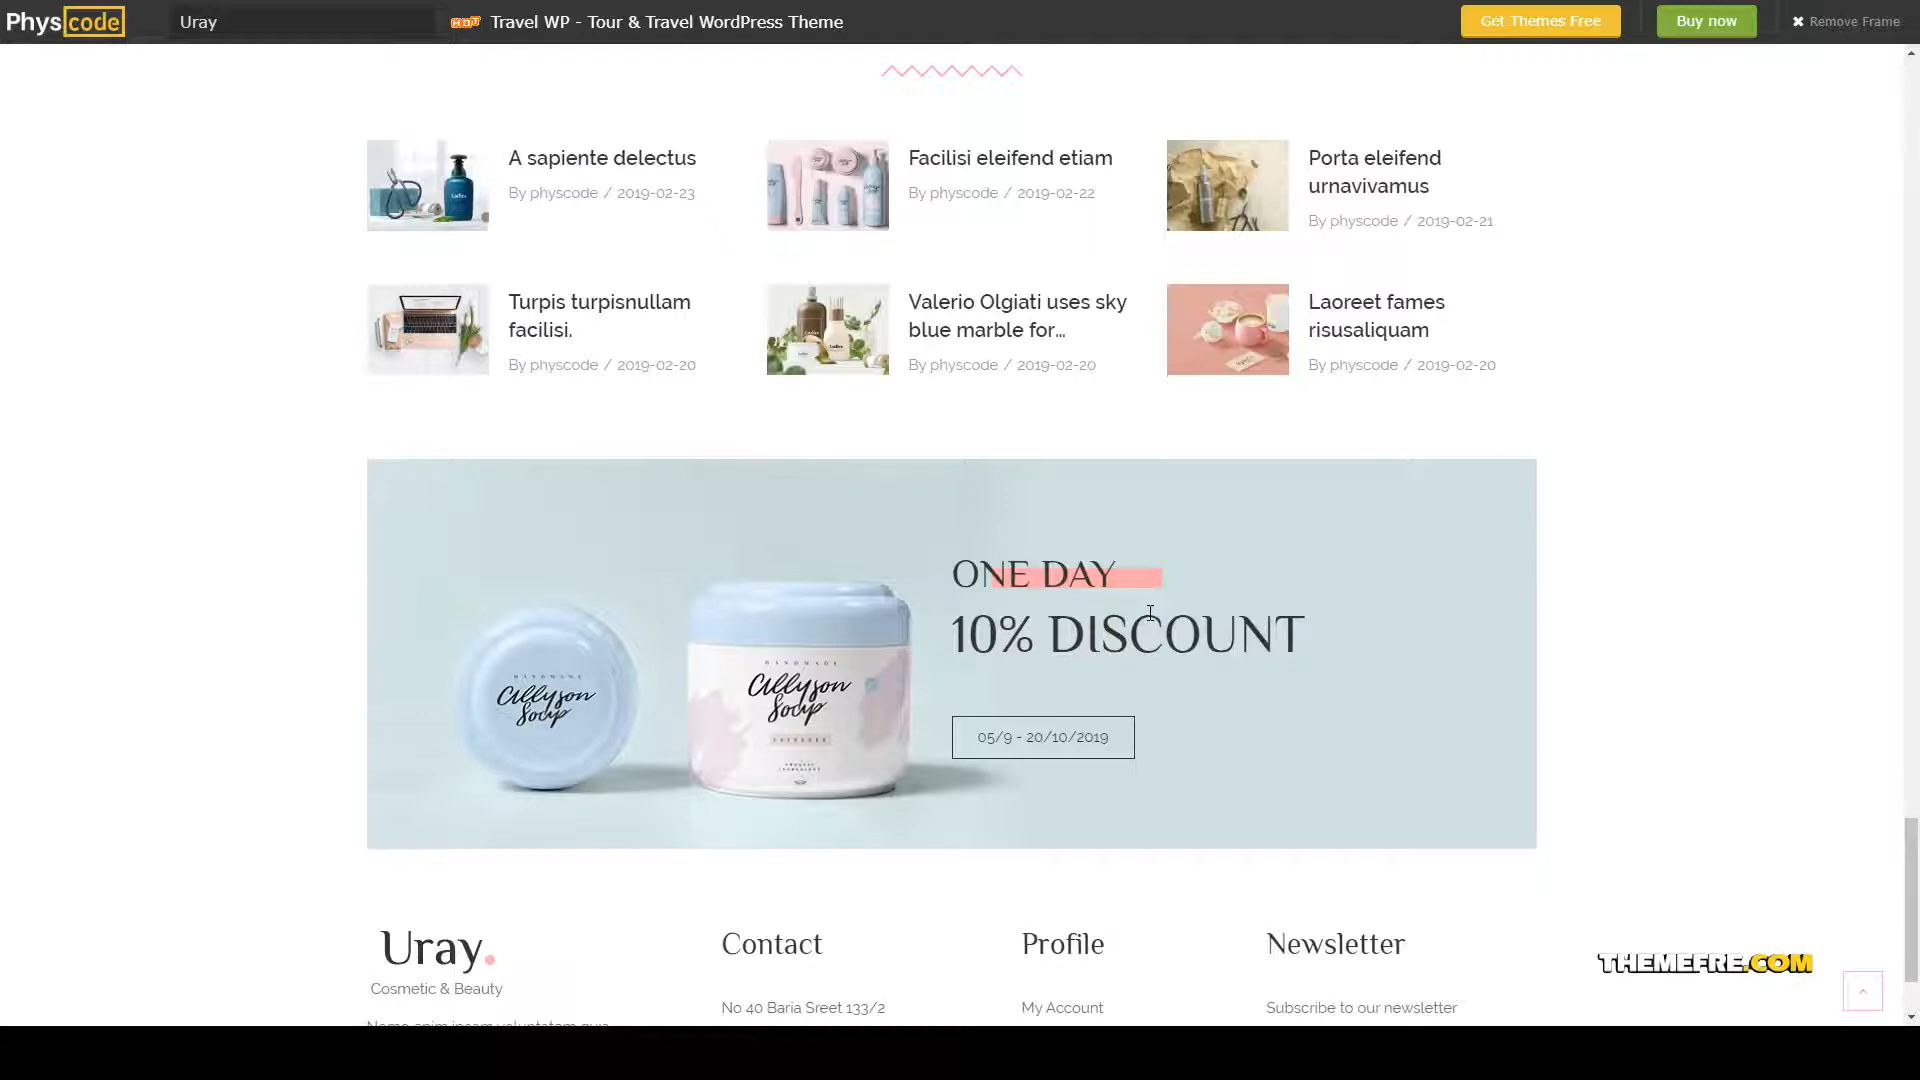 Physcode
Uray
HOT Travel WP - Tour & Travel WordPress Theme
Get Themes Free
Buy now
✖ Remove Frame
A sapiente delectus
By physcode / 2019-02-23
Facilisi eleifend etiam
By physcode / 2019-02-22
Porta eleifend
urnavivamus
By physcode / 2019-02-21
Turpis turpisnullam
facilisi.
By physcode / 2019-02-20
Valerio Olgiati uses sky
blue marble for...
By physcode / 2019-02-20
Laoreet fames
risusaliquam
By physcode / 2019-02-20
ONE DAY
10% DISCOUNT
05/9 - 20/10/2019
HANDMADE
Allyson
Soap
HANDMADE
Allyson
Soap
Uray.
Cosmetic & Beauty
Contact
No 40 Baria Sreet 133/2
Profile
My Account
Newsletter
Subscribe to our newsletter
THEMEFRE.COM